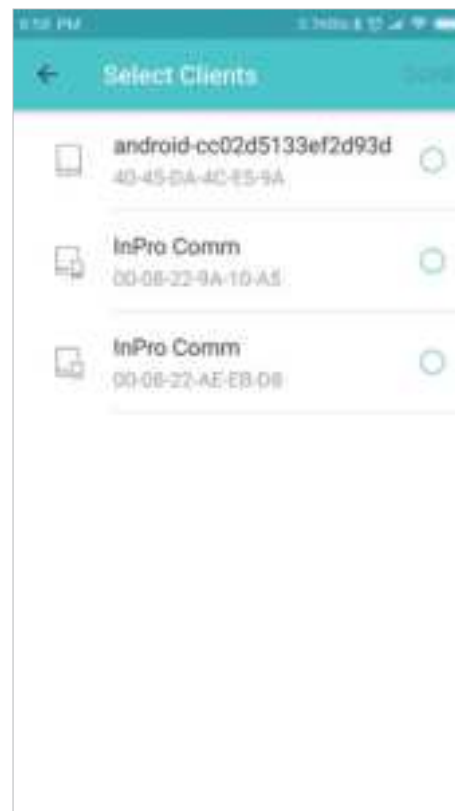 Select Clients
android-cc02d5133ef2d93d
40-45-DA-4C-E5-9A
InPro Comm
00-08-22-9A-10-A5
InPro Comm
00-08-22-AE-EB-D8